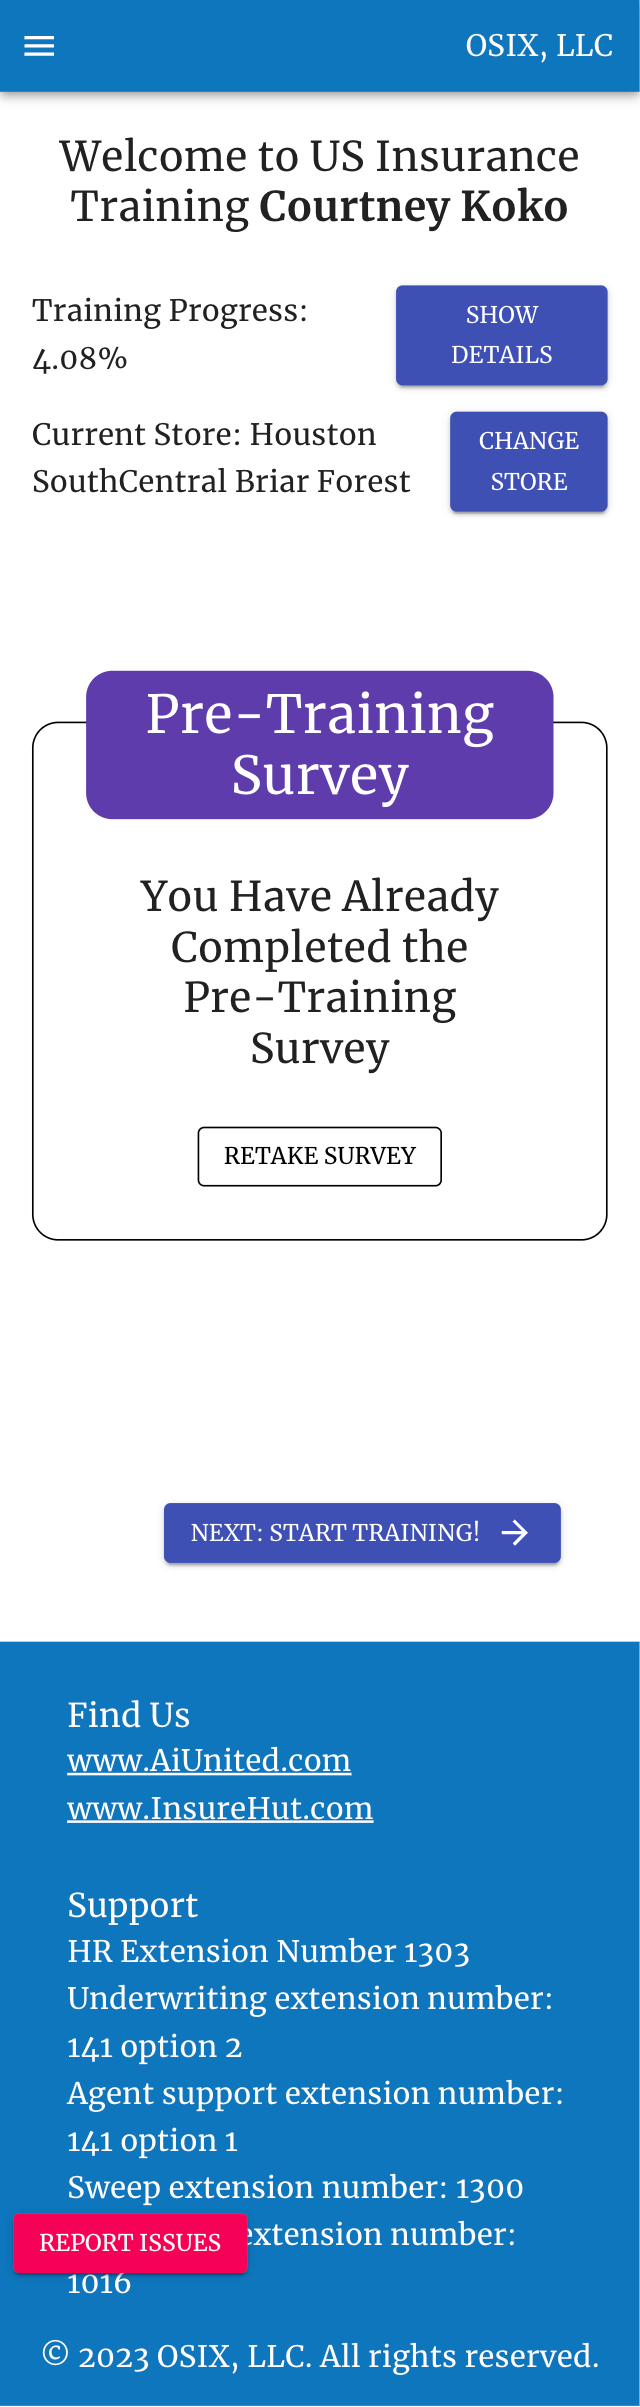 OSIX, LLC
Welcome to US Insurance
Training Courtney Koko
Training Progress:
4.08%
SHOW
DETAILS
Current Store: Houston
SouthCentral Briar Forest
CHANGE
STORE
Pre-Training
Survey
You Have Already
Completed the
Pre-Training
Survey
RETAKE SURVEY
NEXT: START TRAINING!
Find Us
www.AiUnited.com
www.InsureHut.com
Support
HR Extension Number 1303
Underwriting extension number:
141 option 2
Agent support extension number:
141 option 1
Sweep extension number: 1300
REPORT ISSUES
extension number:
1016
© 2023 OSIX, LLC. All rights reserved.